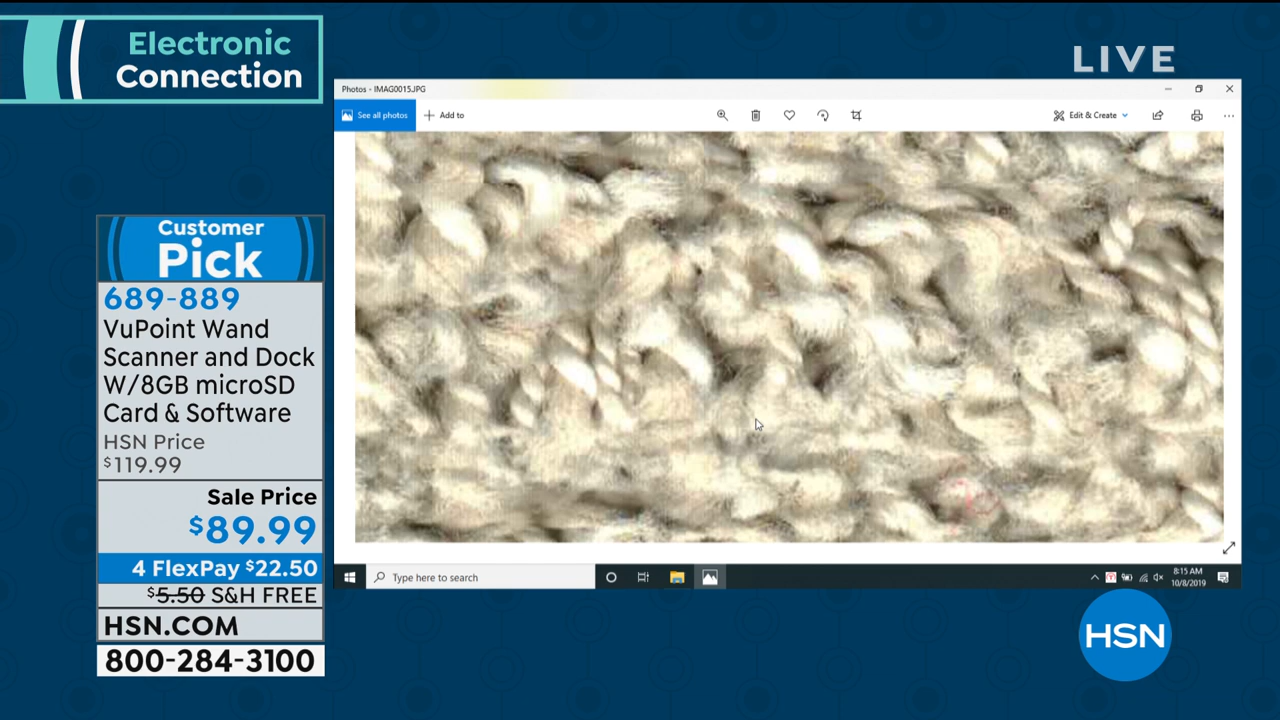 Electronic
Connection
LIVE
Photos - IMAG0015.JPG
See all photos
Add to
Edit & Create
Customer
Pick
689-889
VuPoint Wand
Scanner and Dock
W/8GB microSD
Card & Software
HSN Price
$119.99
Sale Price
$89.99
4 FlexPay $22.50
$5.50 S&H FREE
HSN.COM
800-284-3100
Type here to search
8:15 AM
10/8/2019
HSN